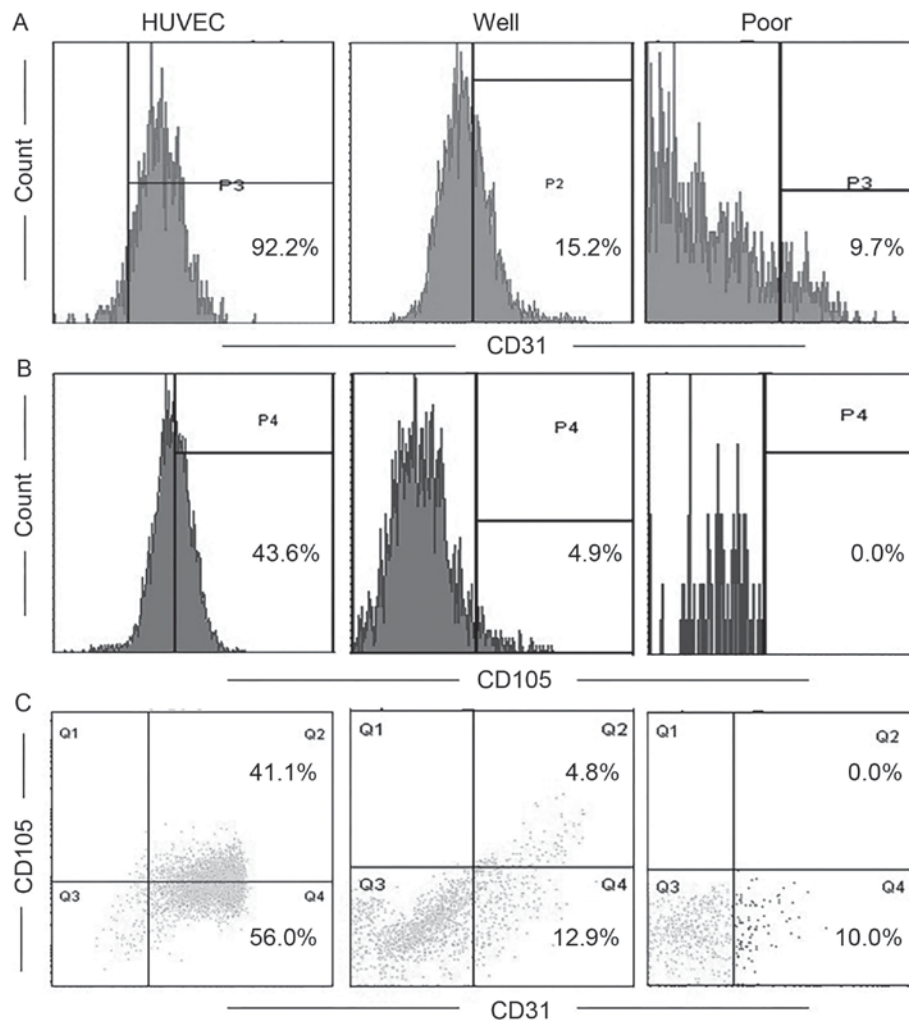 A HUVEC Well Poor
Count
P3 P2 P3
92.2% 15.2% 9.7%
CD31
B
Count
P4 P4 P4
43.6% 4.9% 0.0%
CD105
C
CD105
Q1 Q2 Q1 Q2 Q1 Q2
41.1% 4.8% 0.0%
Q3 Q4 Q3 Q4 Q3 Q4
56.0% 12.9% 10.0%
CD31